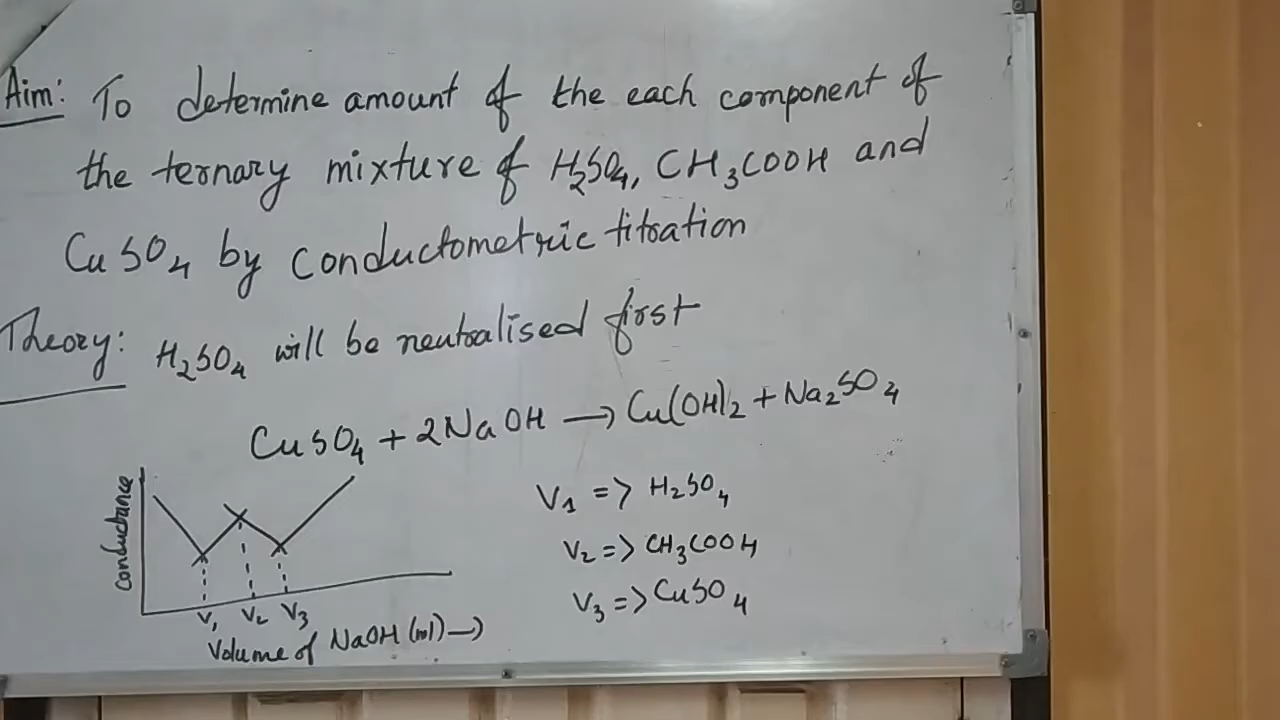 Aim: To determine amount of the each component of
the ternary mixture of H2SO4, CH3COOH and
CuSO4 by conductometric titration
Theory: H2SO4 will be neutralised first
CuSO4 + 2NaOH → Cu(OH)2 + Na2SO4
conductance
V1 V2 V3
Volume of NaOH (ml) →
V1 => H2SO4
V2 => CH3COOH
V3 => CuSO4